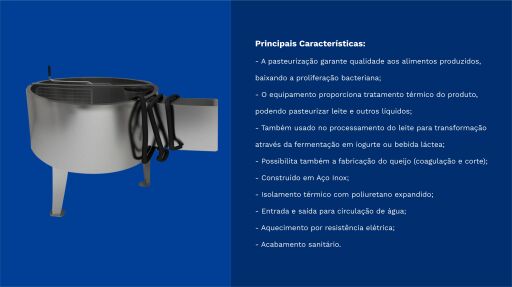 Principais Características:
- A pasteurização garante qualidade aos alimentos produzidos,
baixando a proliferação bacteriana;
- O equipamento proporciona tratamento térmico do produto,
podendo pasteurizar leite e outros líquidos;
- Também usado no processamento do leite para transformação
através da fermentação em iogurte ou bebida láctea;
- Possibilita também a fabricação do queijo (coagulação e corte);
- Construído em Aço Inox;
- Isolamento térmico com poliuretano expandido;
- Entrada e saída para circulação de água;
- Aquecimento por resistência elétrica;
- Acabamento sanitário.